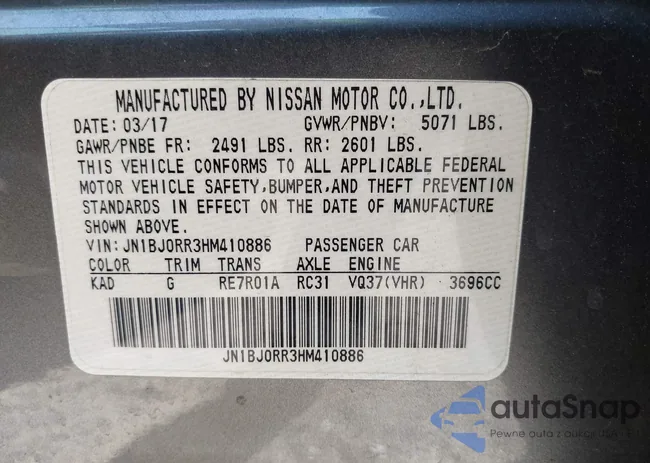 MANUFACTURED BY NISSAN MOTOR CO.,LTD.
DATE: 03/17 GVWR/PNBV: 5071 LBS.
GAWR/PNBE FR: 2491 LBS. RR: 2601 LBS.
THIS VEHICLE CONFORMS TO ALL APPLICABLE FEDERAL
MOTOR VEHICLE SAFETY,BUMPER,AND THEFT PREVENTION
STANDARDS IN EFFECT ON THE DATE OF MANUFACTURE
SHOWN ABOVE.
VIN: JN1BJ0RR3HM410886 PASSENGER CAR
COLOR TRIM TRANS AXLE ENGINE
KAD G RE7R01A RC31 VQ37(VHR) 3696CC
JN1BJ0RR3HM410886
autaSnap
Pewne auta z aukcji